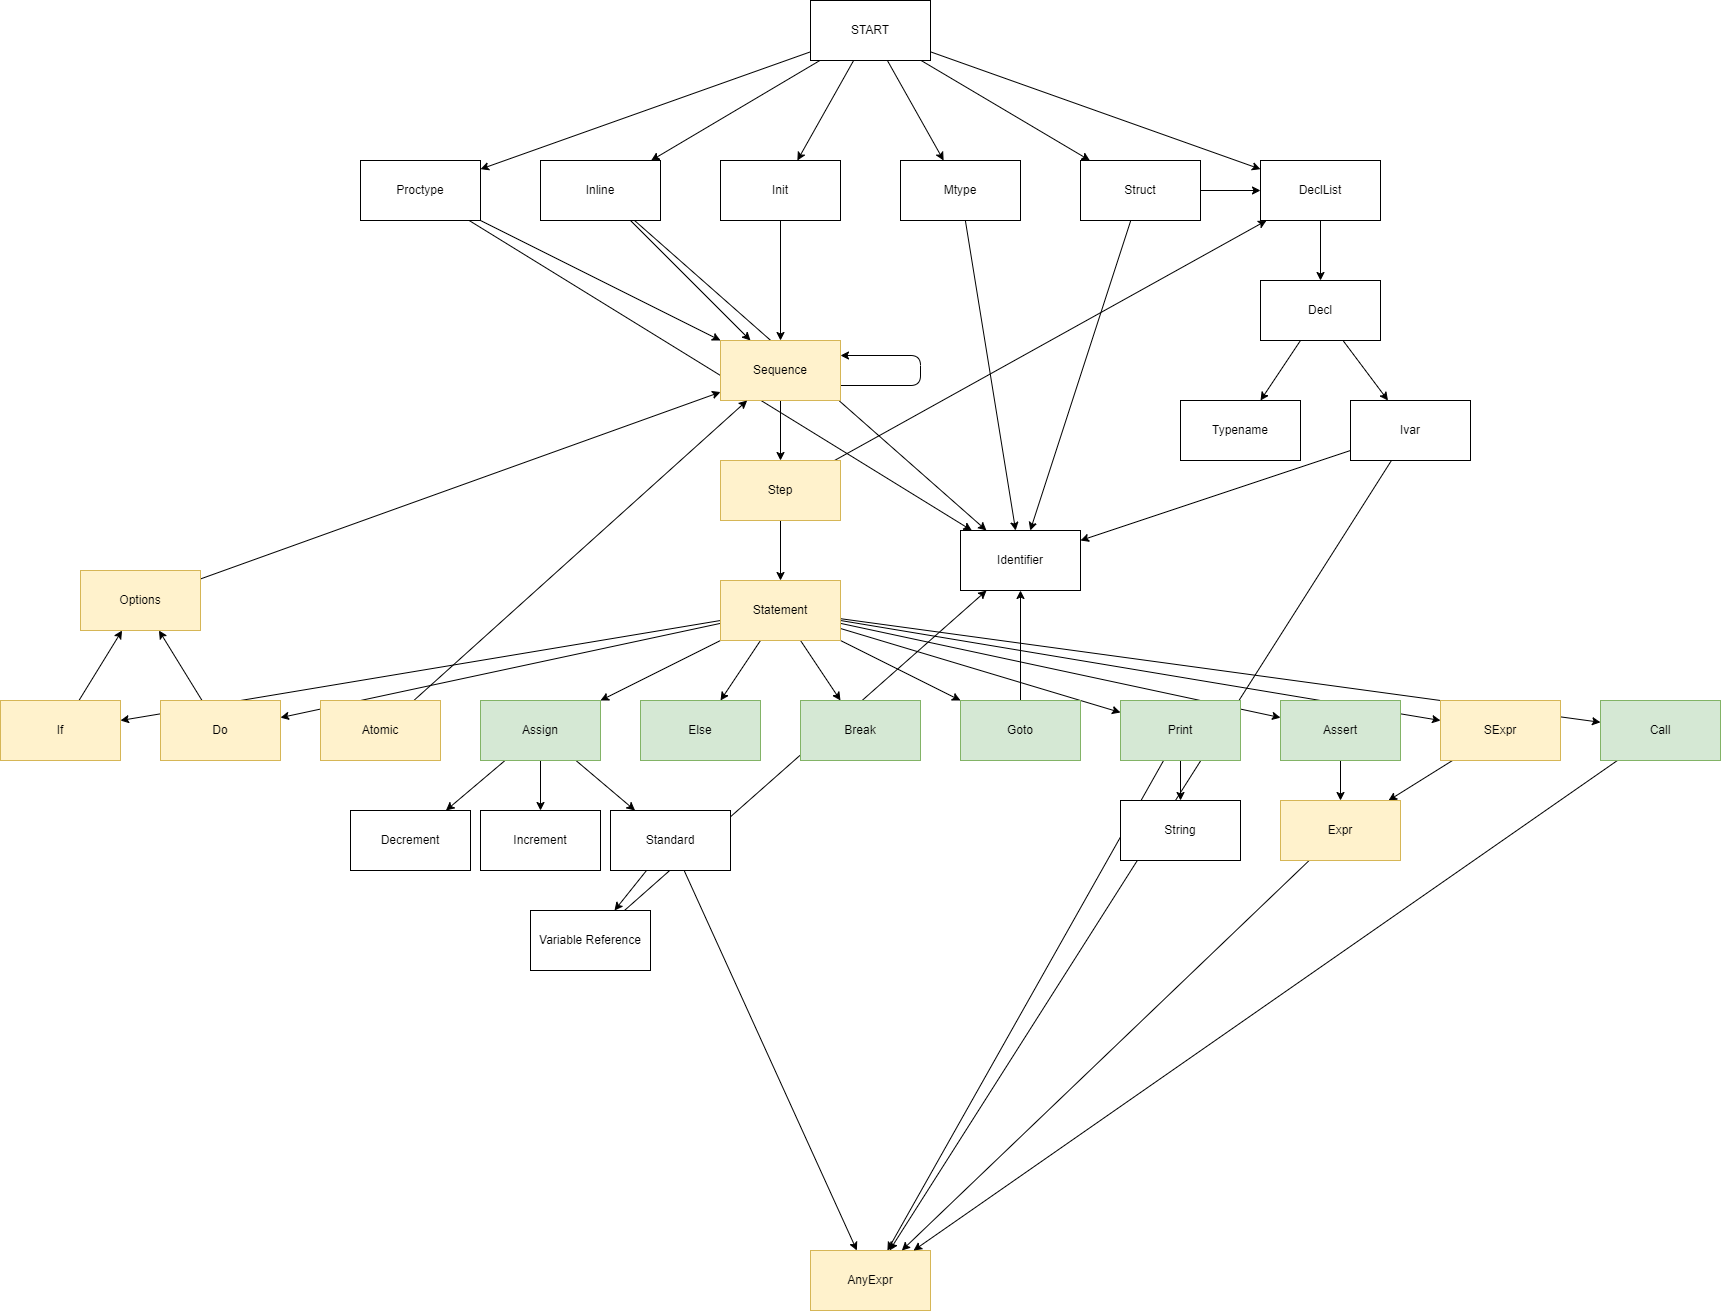 START
Proctype
Inline
Init
Mtype
Struct
DeclList
Decl
Sequence
Typename
Ivar
Step
Identifier
Options
Statement
If
Do
Atomic
Assign
Else
Break
Goto
Print
Assert
SExpr
Call
Decrement
Increment
Standard
String
Expr
Variable Reference
AnyExpr